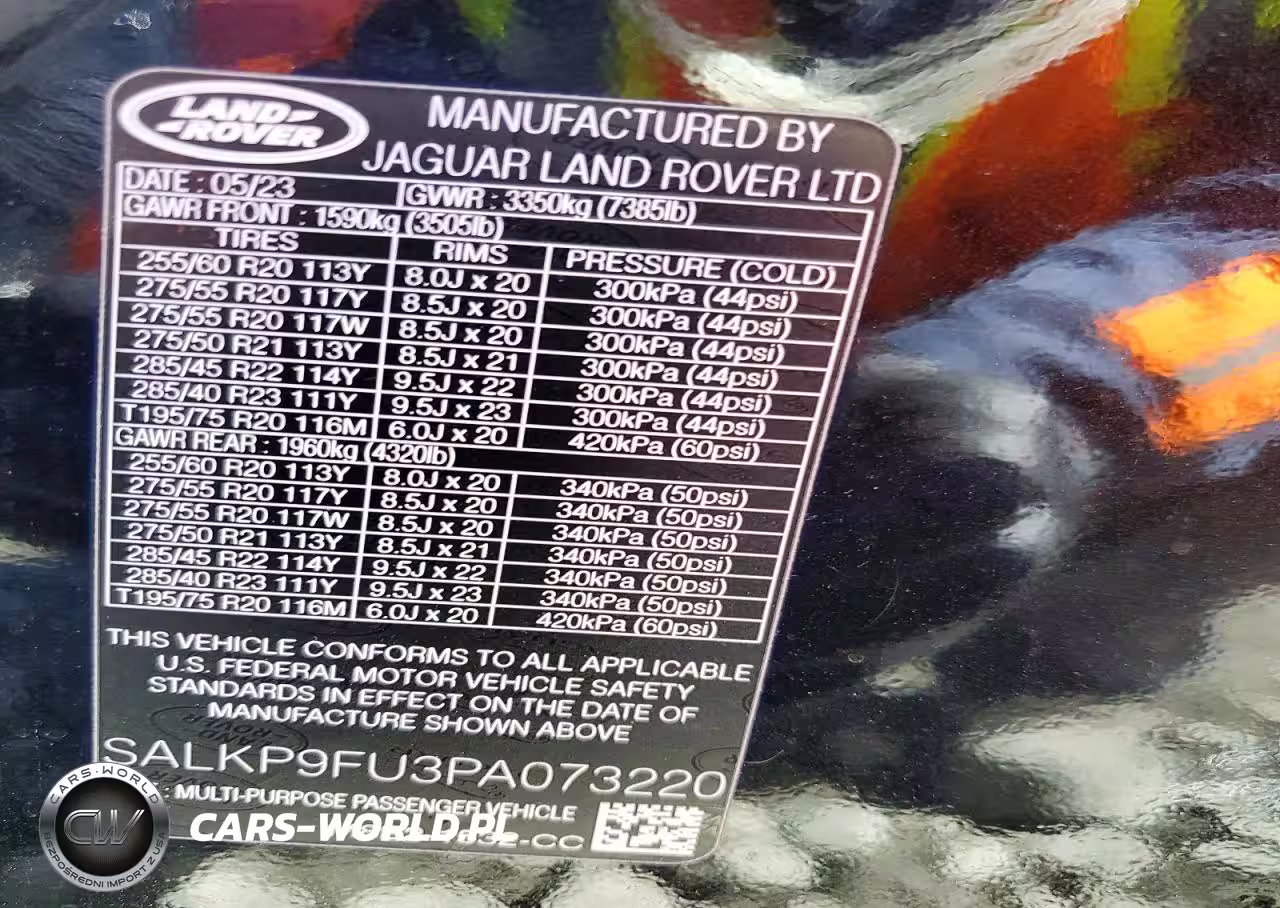 LAND
ROVER
MANUFACTURED BY
JAGUAR LAND ROVER LTD
DATE : 05/23 GVWR : 3350kg (7385lb)
GAWR FRONT : 1590kg (3505lb)
TIRES RIMS PRESSURE (COLD)
255/60 R20 113Y 8.0J x 20 300kPa (44psi)
275/55 R20 117Y 8.5J x 20 300kPa (44psi)
275/55 R20 117W 8.5J x 20 300kPa (44psi)
275/50 R21 113Y 8.5J x 21 300kPa (44psi)
285/45 R22 114Y 9.5J x 22 300kPa (44psi)
285/40 R23 111Y 9.5J x 23 300kPa (44psi)
T195/75 R20 116M 6.0J x 20 420kPa (60psi)
GAWR REAR : 1960kg (4320lb)
255/60 R20 113Y 8.0J x 20 340kPa (50psi)
275/55 R20 117Y 8.5J x 20 340kPa (50psi)
275/55 R20 117W 8.5J x 20 340kPa (50psi)
275/50 R21 113Y 8.5J x 21 340kPa (50psi)
285/45 R22 114Y 9.5J x 22 340kPa (50psi)
285/40 R23 111Y 9.5J x 23 340kPa (50psi)
T195/75 R20 116M 6.0J x 20 420kPa (60psi)
THIS VEHICLE CONFORMS TO ALL APPLICABLE
U.S. FEDERAL MOTOR VEHICLE SAFETY
STANDARDS IN EFFECT ON THE DATE OF
MANUFACTURE SHOWN ABOVE
SALKP9FU3PA073220
: MULTI-PURPOSE PASSENGER VEHICLE
-CC
CARS-WORLD
CW
BEZPOŚREDNI IMPORT Z USA
CARS-WORLD.PL